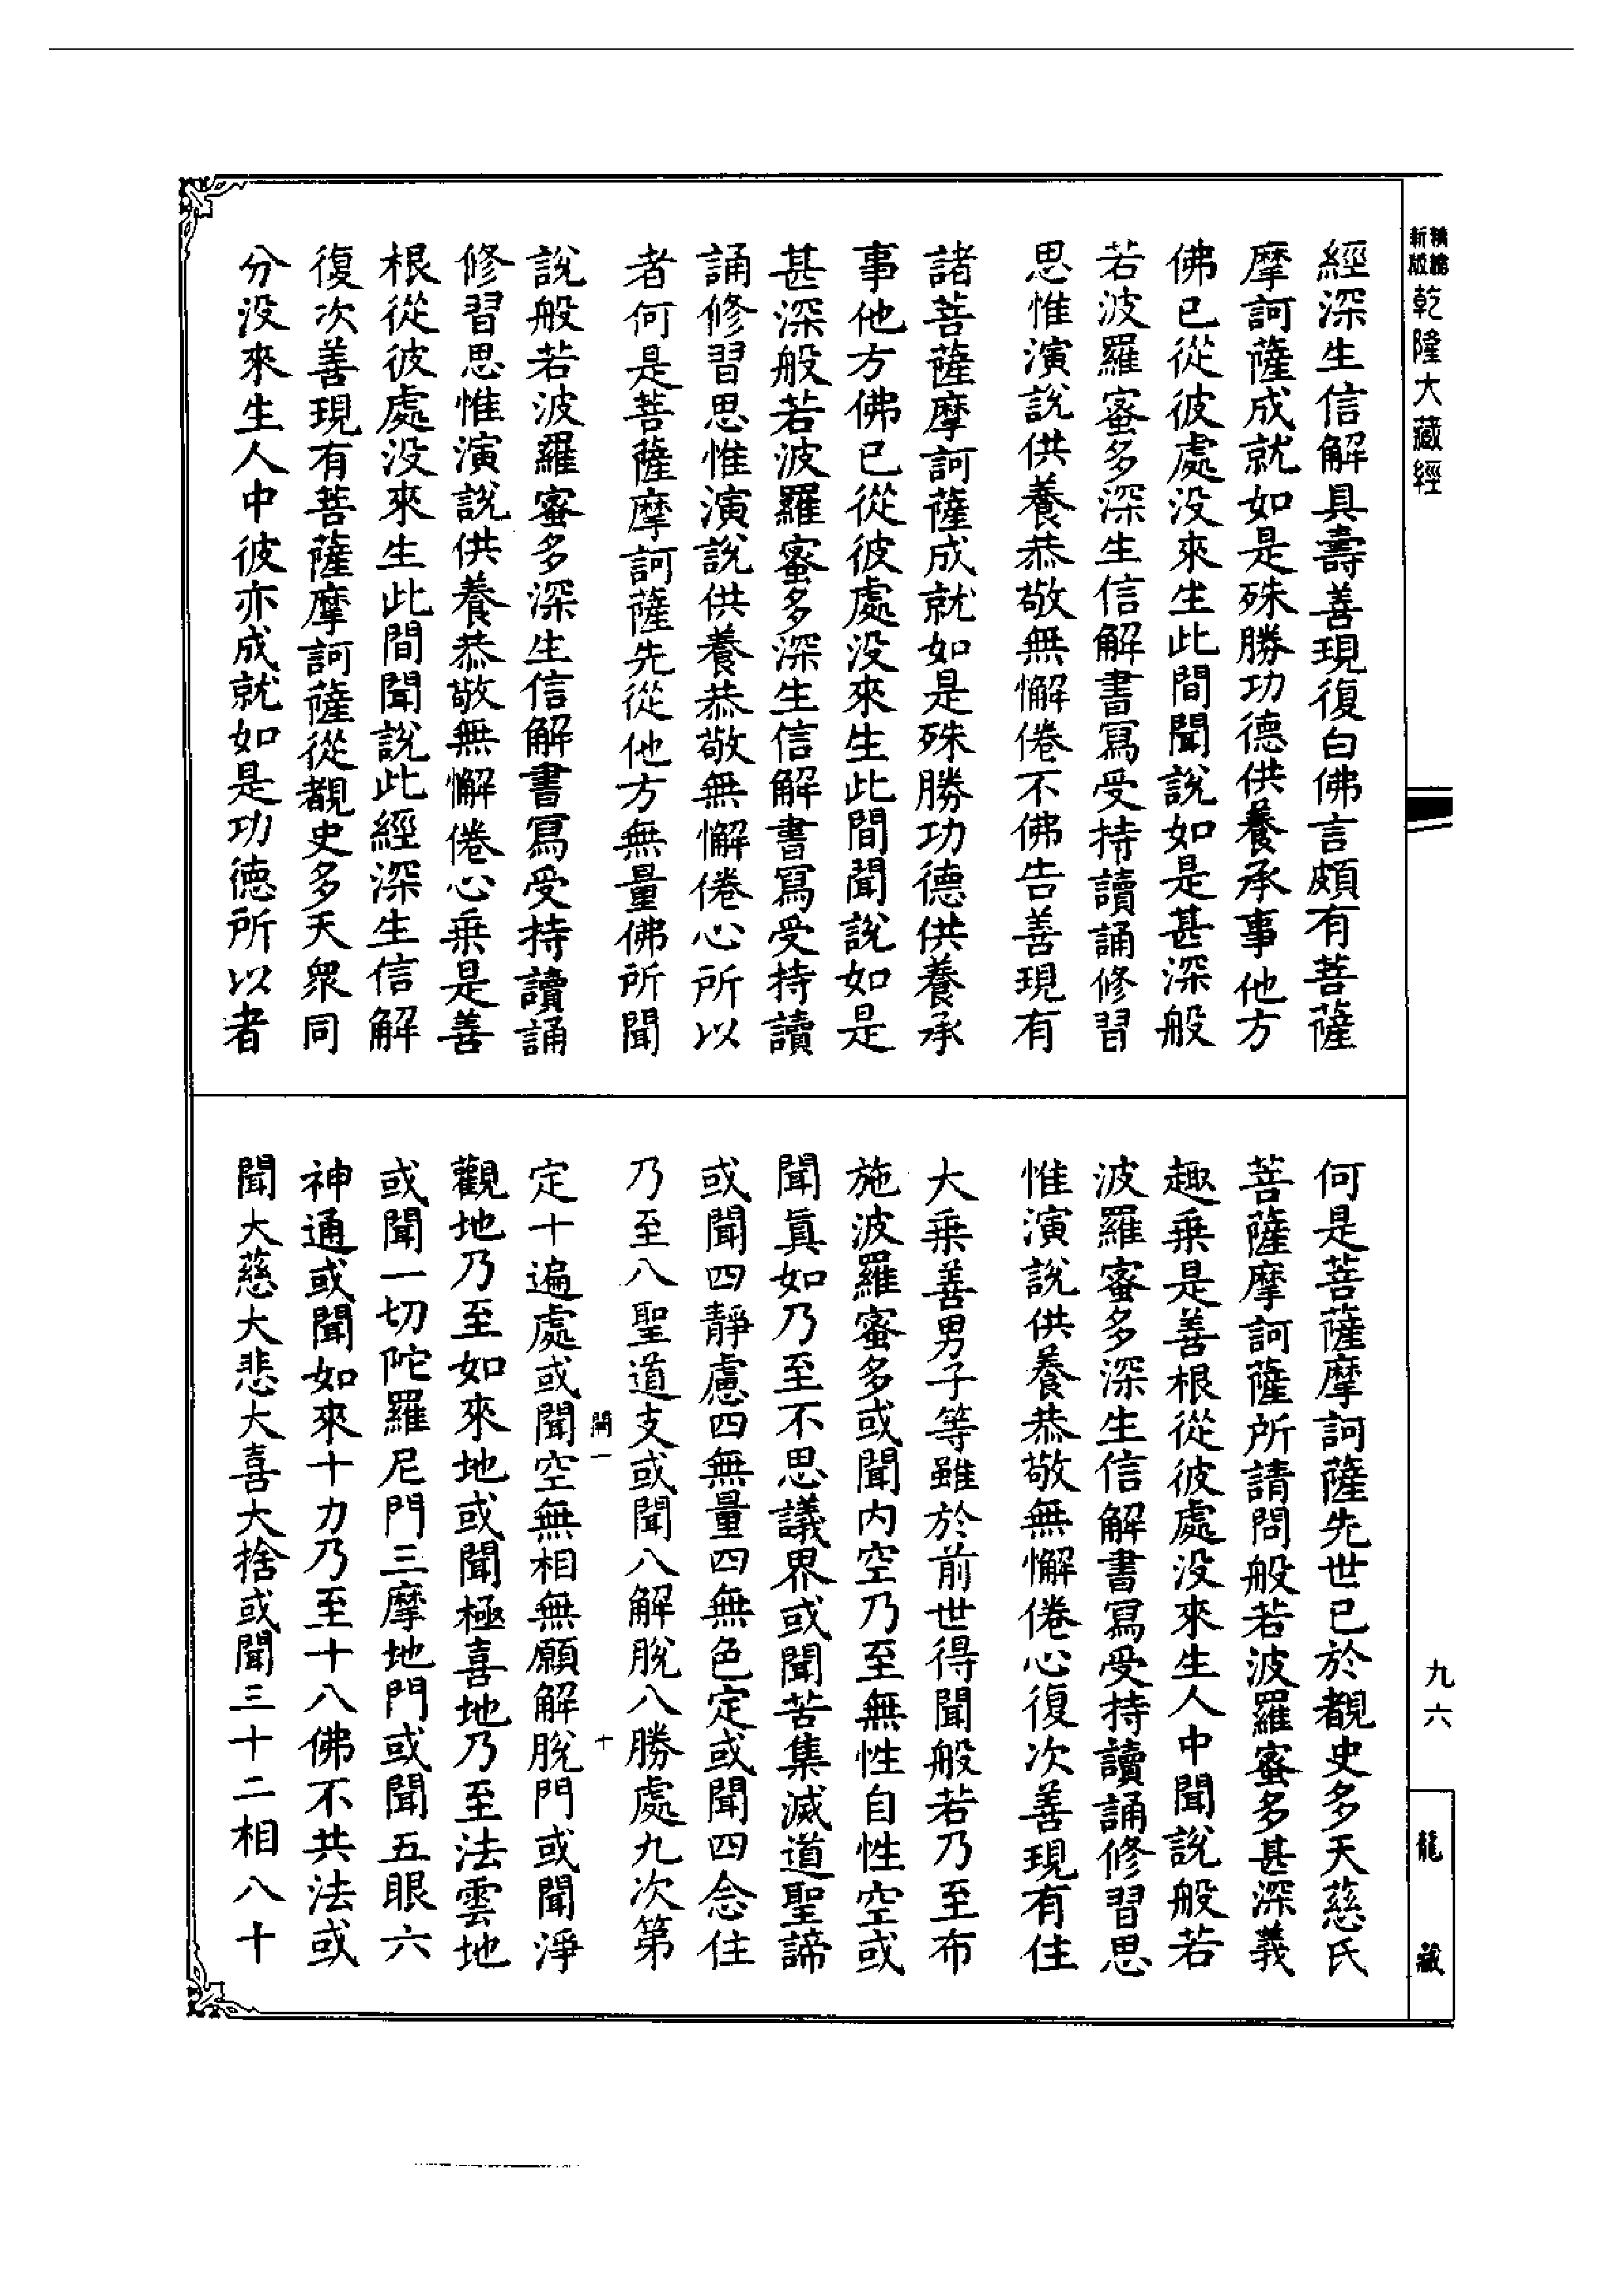 精縮
新版
乾隆大藏經
經深生信解具壽善現復白佛言頗有菩薩
摩訶薩成就如是殊勝功德供養承事他方
佛已從彼處没來生此間聞說如是甚深般
若波羅蜜多深生信解書寫受持讀誦修習
思惟演說供養恭敬無懈倦不佛告善現有
諸菩薩摩訶薩成就如是殊勝功德供養承
事他方佛已從彼處没來生此間聞說如是
甚深般若波羅蜜多深生信解書寫受持讀
誦修習思惟演說供養恭敬無懈倦心所以
者何是菩薩摩訶薩先從他方無量佛所聞
說般若波羅蜜多深生信解書寫受持讀誦
修習思惟演說供養恭敬無懈倦心乗是善
根從彼處没來生此間聞說此經深生信解
復次善現有菩薩摩訶薩從覩史多天衆同
分没來生人中彼亦成就如是功德所以者
何是菩薩摩訶薩先世已於覩史多天慈氏
菩薩摩訶薩所請問般若波羅蜜多甚深義
趣乗是善根從彼處没來生人中聞說般若
波羅蜜多深生信解書寫受持讀誦修習思
惟演說供養恭敬無懈倦心復次善現有住
大乗善男子等雖於前世得聞般若乃至布
施波羅蜜多或聞内空乃至無性自性空或
聞眞如乃至不思議界或聞苦集滅道聖諦
或聞四靜慮四無量四無色定或聞四念住
乃至八聖道支或聞八解脫八勝處九次第
定十遍處或聞空無相無願解脫門或聞淨
觀地乃至如來地或聞極喜地乃至法雲地
或聞一切陀羅尼門三摩地門或聞五眼六
神通或聞如來十力乃至十八佛不共法或
聞大慈大悲大喜大捨或聞三十二相八十
九六
龍藏